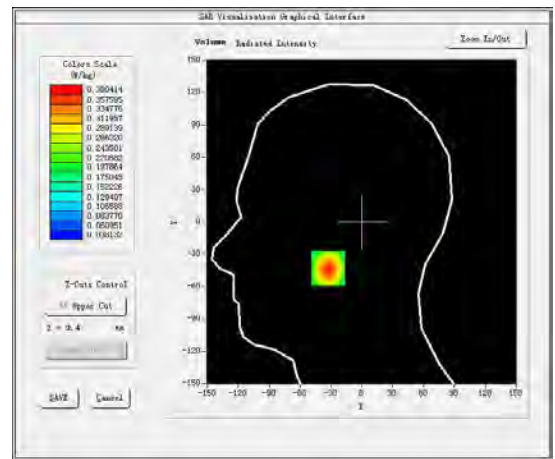 SAR Visualisation Graphical Interface
Volume Radiated Intensity
Zoom In/Out
Colors Scale
(W/kg)
0.380414
0.357595
0.334776
0.311957
0.289139
0.266320
0.243501
0.220682
0.197864
0.175045
0.152226
0.129407
0.106588
0.083770
0.060951
0.038132
150
120
90
60
30
0
-30
-60
-90
-120
-150
Y
-150 -120 -90 -60 -30 0 30 60 90 120 150
X
Z-Cuts Control
Upper Cut
mm
SAVE
Cancel